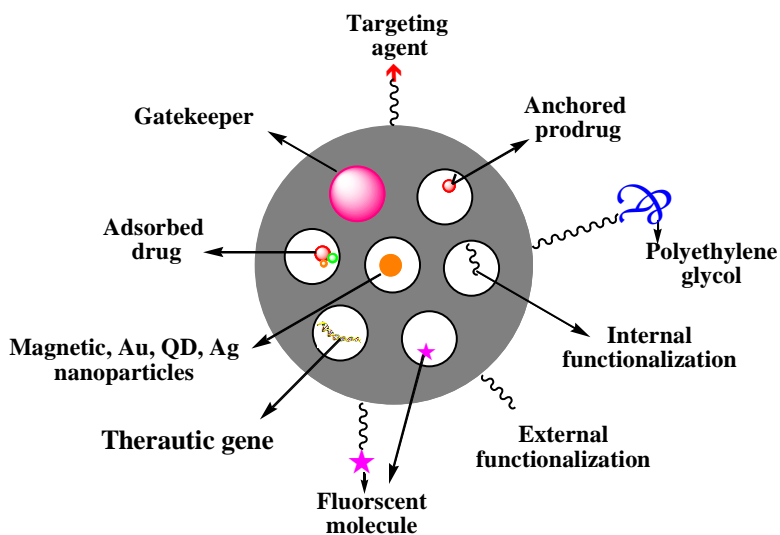 Targeting
agent
Gatekeeper
Anchored
prodrug
Adsorbed
drug
Polyethylene
glycol
Magnetic, Au, QD, Ag
nanoparticles
Internal
functionalization
Therautic gene
External
functionalization
Fluorscent
molecule